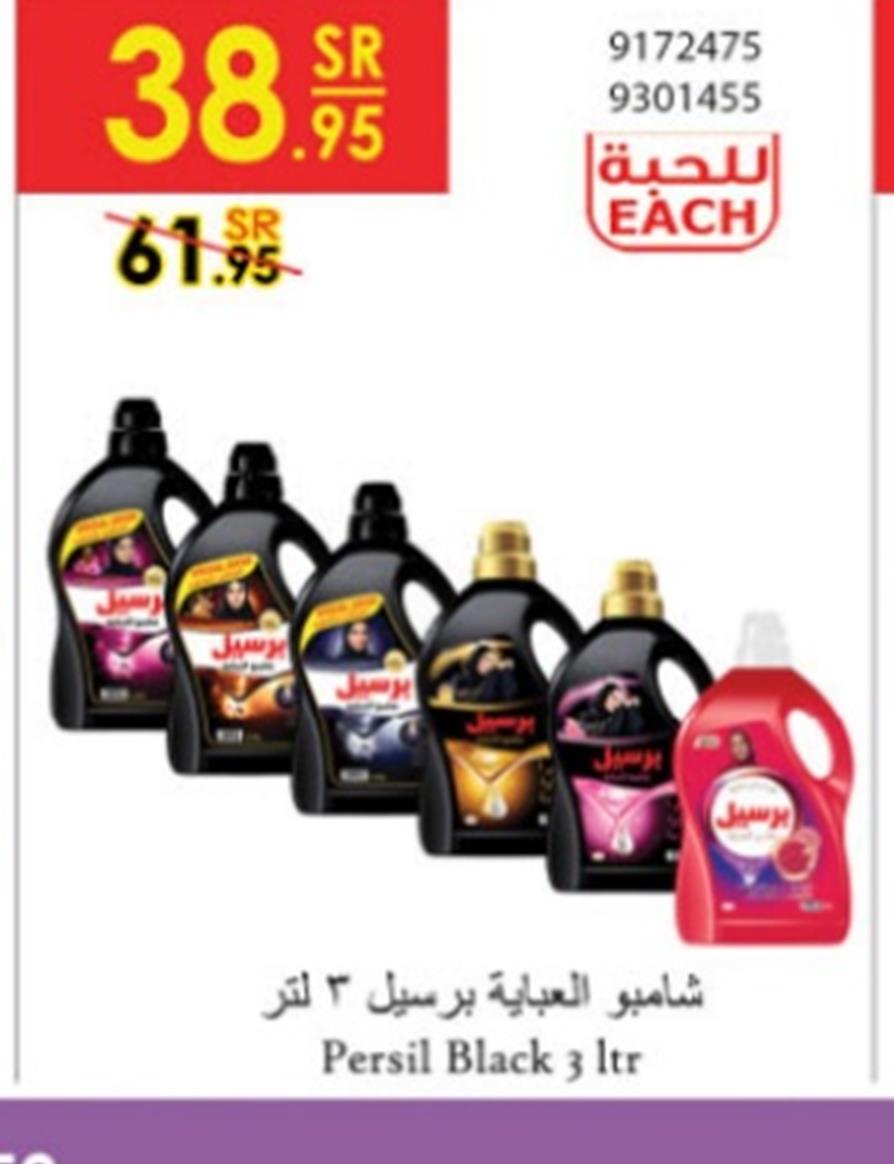 38.95 SR
9172475
9301455
للحبة
EACH
61.95 SR
برسيل
برسيل
برسيل
برسيل
برسيل
برسيل
شامبو العباية برسيل ٣ لتر
Persil Black 3 ltr